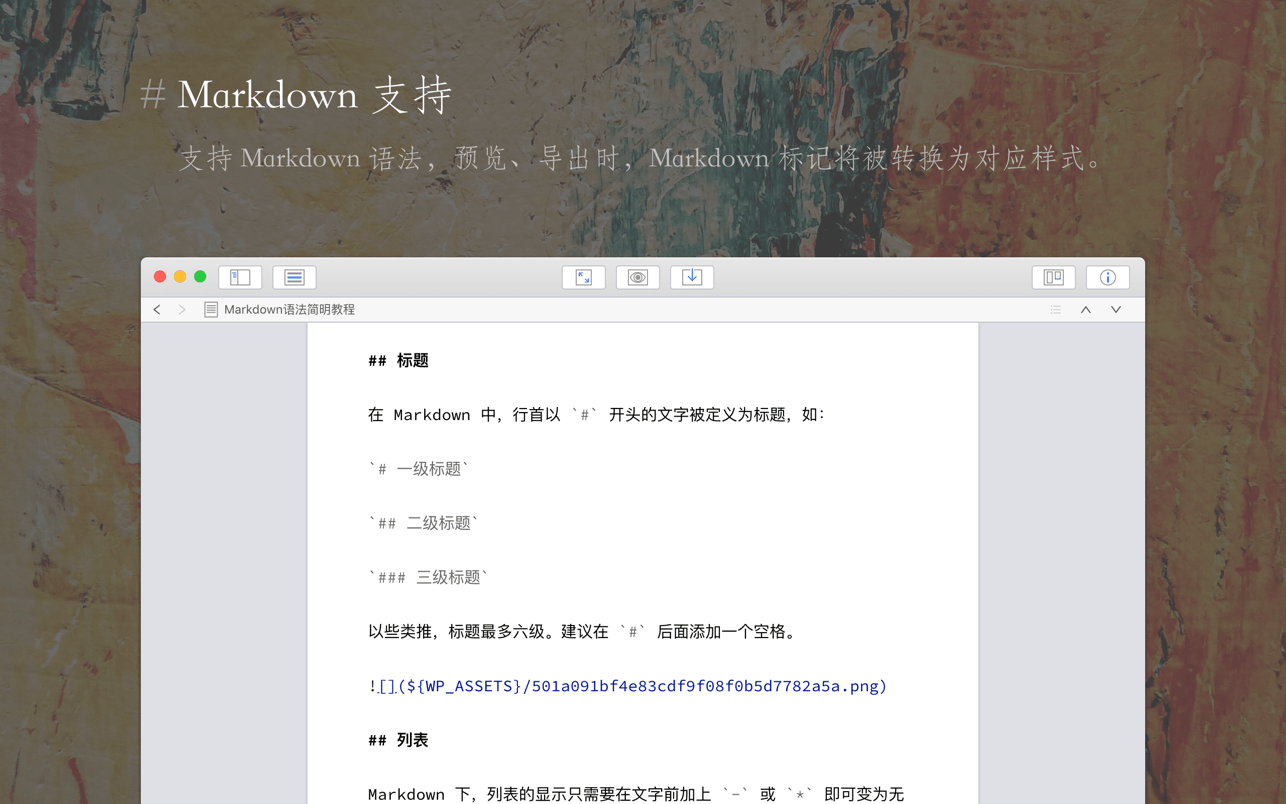 # Markdown 支持
支持 Markdown 语法，预览、导出时，Markdown 标记将被转换为对应样式。
Markdown语法简明教程
## 标题
在 Markdown 中，行首以 `#` 开头的文字被定义为标题，如：
`# 一级标题`
`## 二级标题`
`### 三级标题`
以些类推，标题最多六级。建议在 `#` 后面添加一个空格。
![](${WP_ASSETS}/501a091bf4e83cdf9f08f0b5d7782a5a.png)
## 列表
Markdown 下，列表的显示只需要在文字前加上 `-` 或 `*` 即可变为无